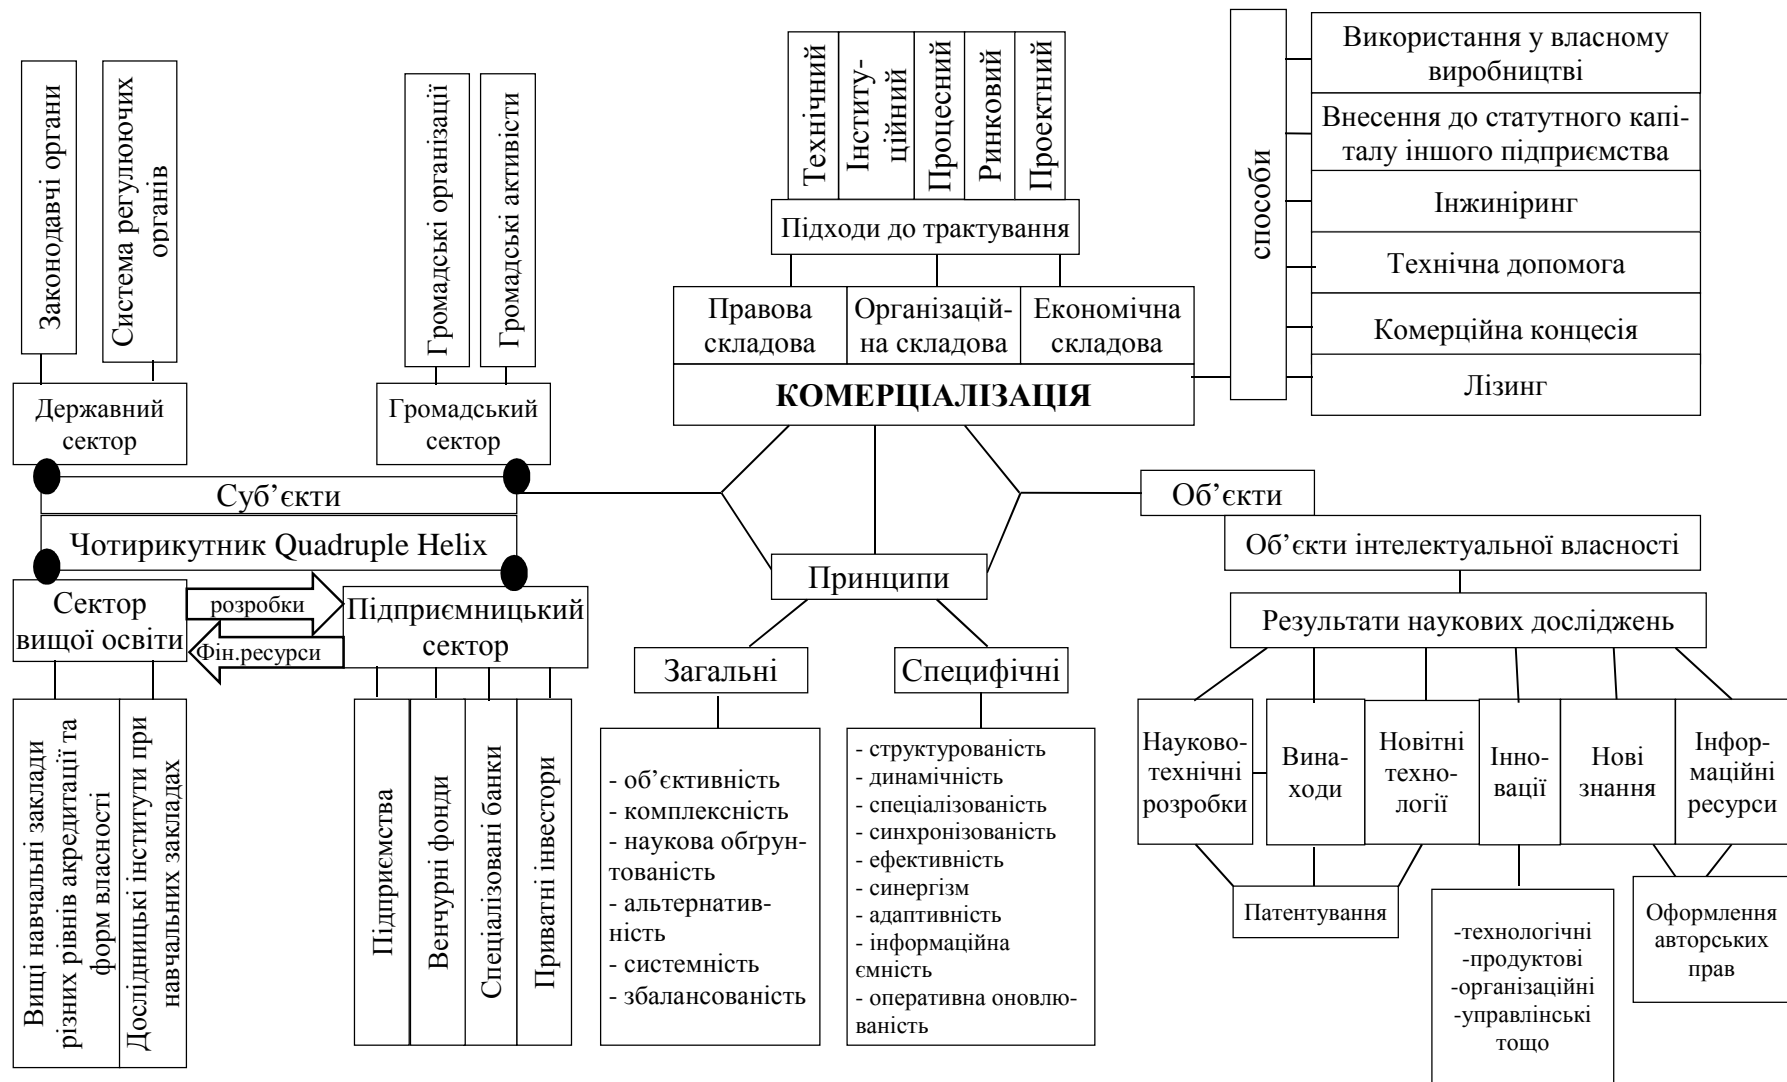 Законодавчі органи
Система регулюючих
органів
Громадські організації
Громадські активісти
Державний
сектор
Громадський
сектор
Суб’єкти
Чотирикутник Quadruple Helix
Сектор
вищої освіти
розробки
Фін.ресурси
Підприємницький
сектор
Вищі навчальні заклади
різних рівнів акредитації та
форм власності
Дослідницькі інститути при
навчальних закладах
Підприємства
Венчурні фонди
Спеціалізовані банки
Приватні інвестори
Технічний
Інститу-
ційний
Процесний
Ринковий
Проектний
Підходи до трактування
Правова
складова
Організацій-
на складова
Економічна
складова
КОМЕРЦІАЛІЗАЦІЯ
способи
Використання у власному
виробництві
Внесення до статутного капі-
талу іншого підприємства
Інжиніринг
Технічна допомога
Комерційна концесія
Лізинг
Принципи
Загальні
- об’єктивність
- комплексність
- наукова обґрун-
тованість
- альтернатив-
ність
- системність
- збалансованість
Специфічні
- структурованість
- динамічність
- спеціалізованість
- синхронізованість
- ефективність
- синергізм
- адаптивність
- інформаційна
ємність
- оперативна оновлю-
ваність
Об’єкти
Об’єкти інтелектуальної власності
Результати наукових досліджень
Науково-
технічні
розробки
Вина-
ходи
Новітні
техно-
логії
Інно-
вації
Нові
знання
Інфор-
маційні
ресурси
Патентування
-технологічні
-продуктові
-організаційні
-управлінські
тощо
Оформлення
авторських
прав